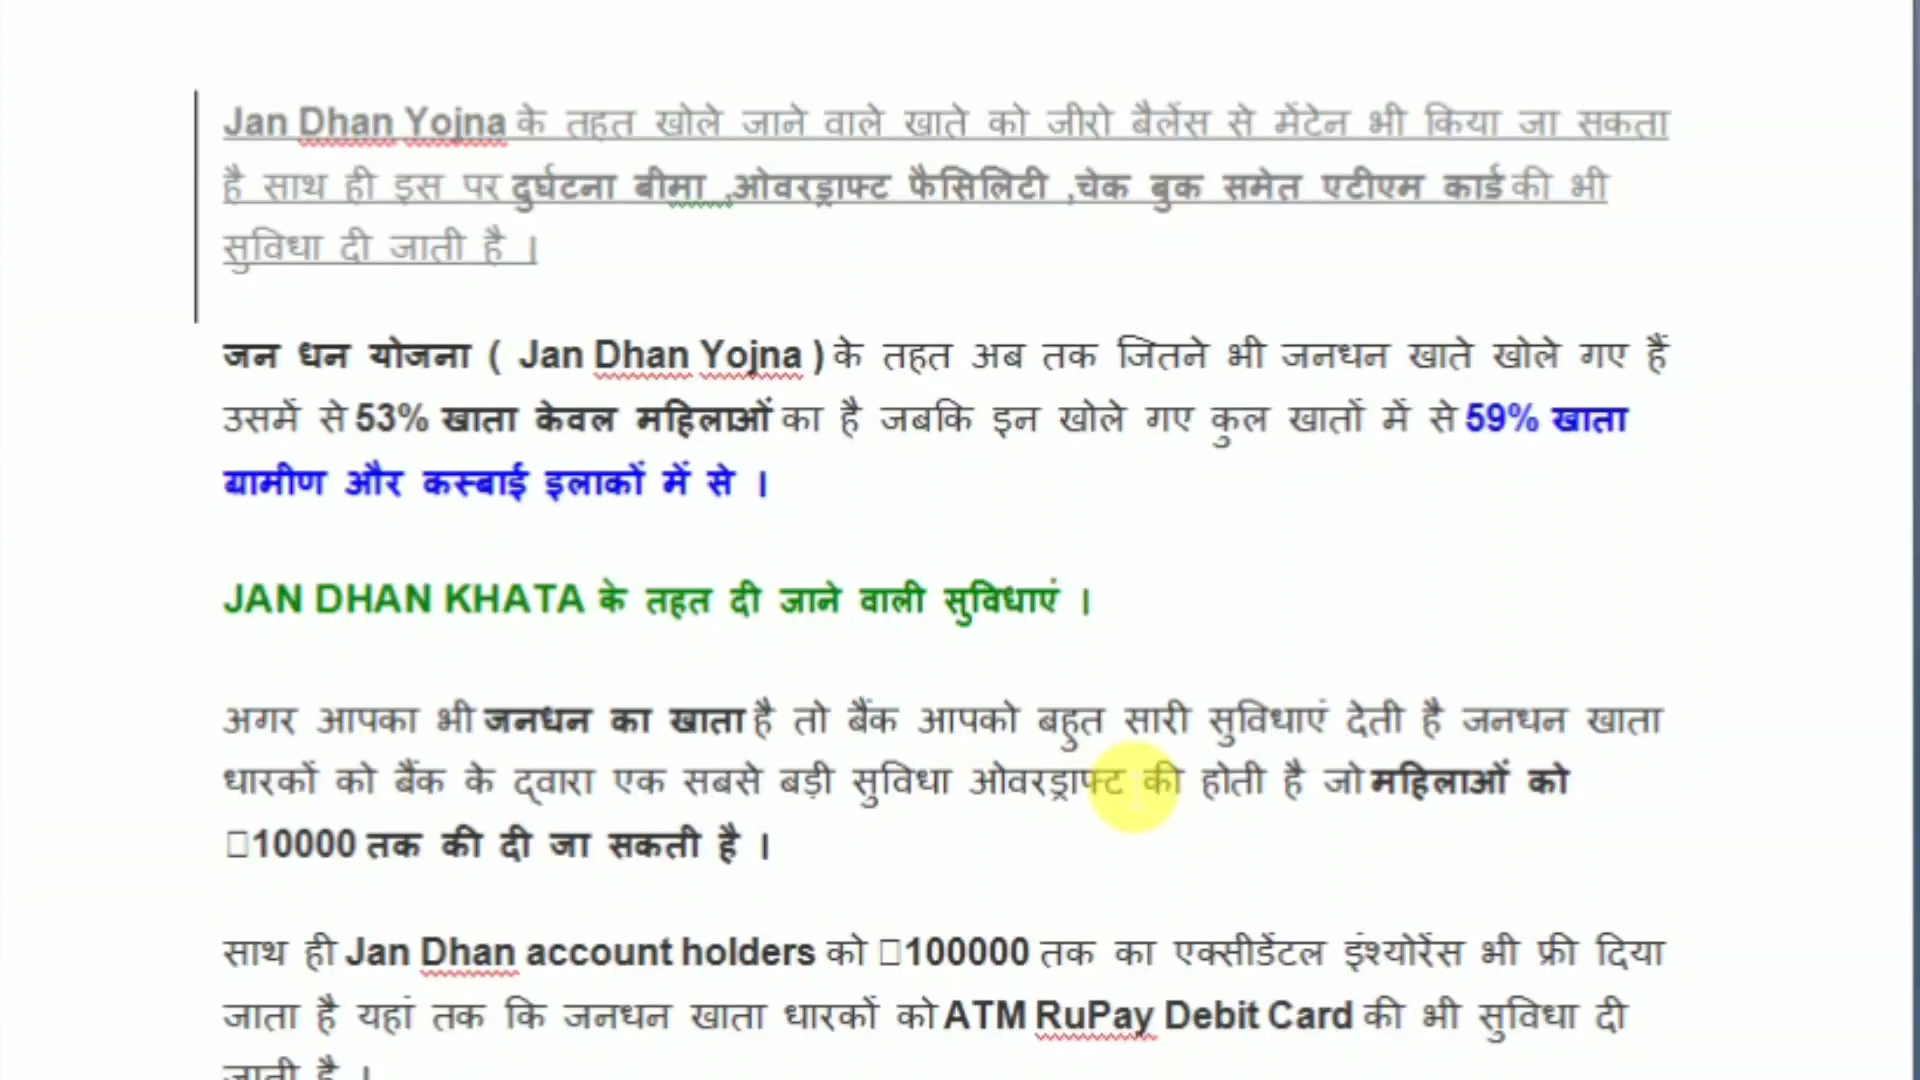 Jan Dhan Yojna के तहत खोले जाने वाले खाते को जीरो बैलेंस से मेंटेन भी किया जा सकता
है साथ ही इस पर दुर्घटना बीमा ,ओवरड्राफ्ट फैसिलिटी ,चेक बुक समेत एटीएम कार्ड की भी
सुविधा दी जाती है ।
जन धन योजना ( Jan Dhan Yojna ) के तहत अब तक जितने भी जनधन खाते खोले गए हैं
उसमें से 53% खाता केवल महिलाओं का है जबकि इन खोले गए कुल खातों में से 59% खाता
ग्रामीण और कस्बाई इलाकों में से ।
JAN DHAN KHATA के तहत दी जाने वाली सुविधाएं ।
अगर आपका भी जनधन का खाता है तो बैंक आपको बहुत सारी सुविधाएं देती है जनधन खाता
धारकों को बैंक के द्वारा एक सबसे बड़ी सुविधा ओवरड्राफ्ट की होती है जो महिलाओं को
□10000 तक की दी जा सकती है ।
साथ ही Jan Dhan account holders को □100000 तक का एक्सीडेंटल इंश्योरेंस भी फ्री दिया
जाता है यहां तक कि जनधन खाता धारकों को ATM RuPay Debit Card की भी सुविधा दी
जाती है ।